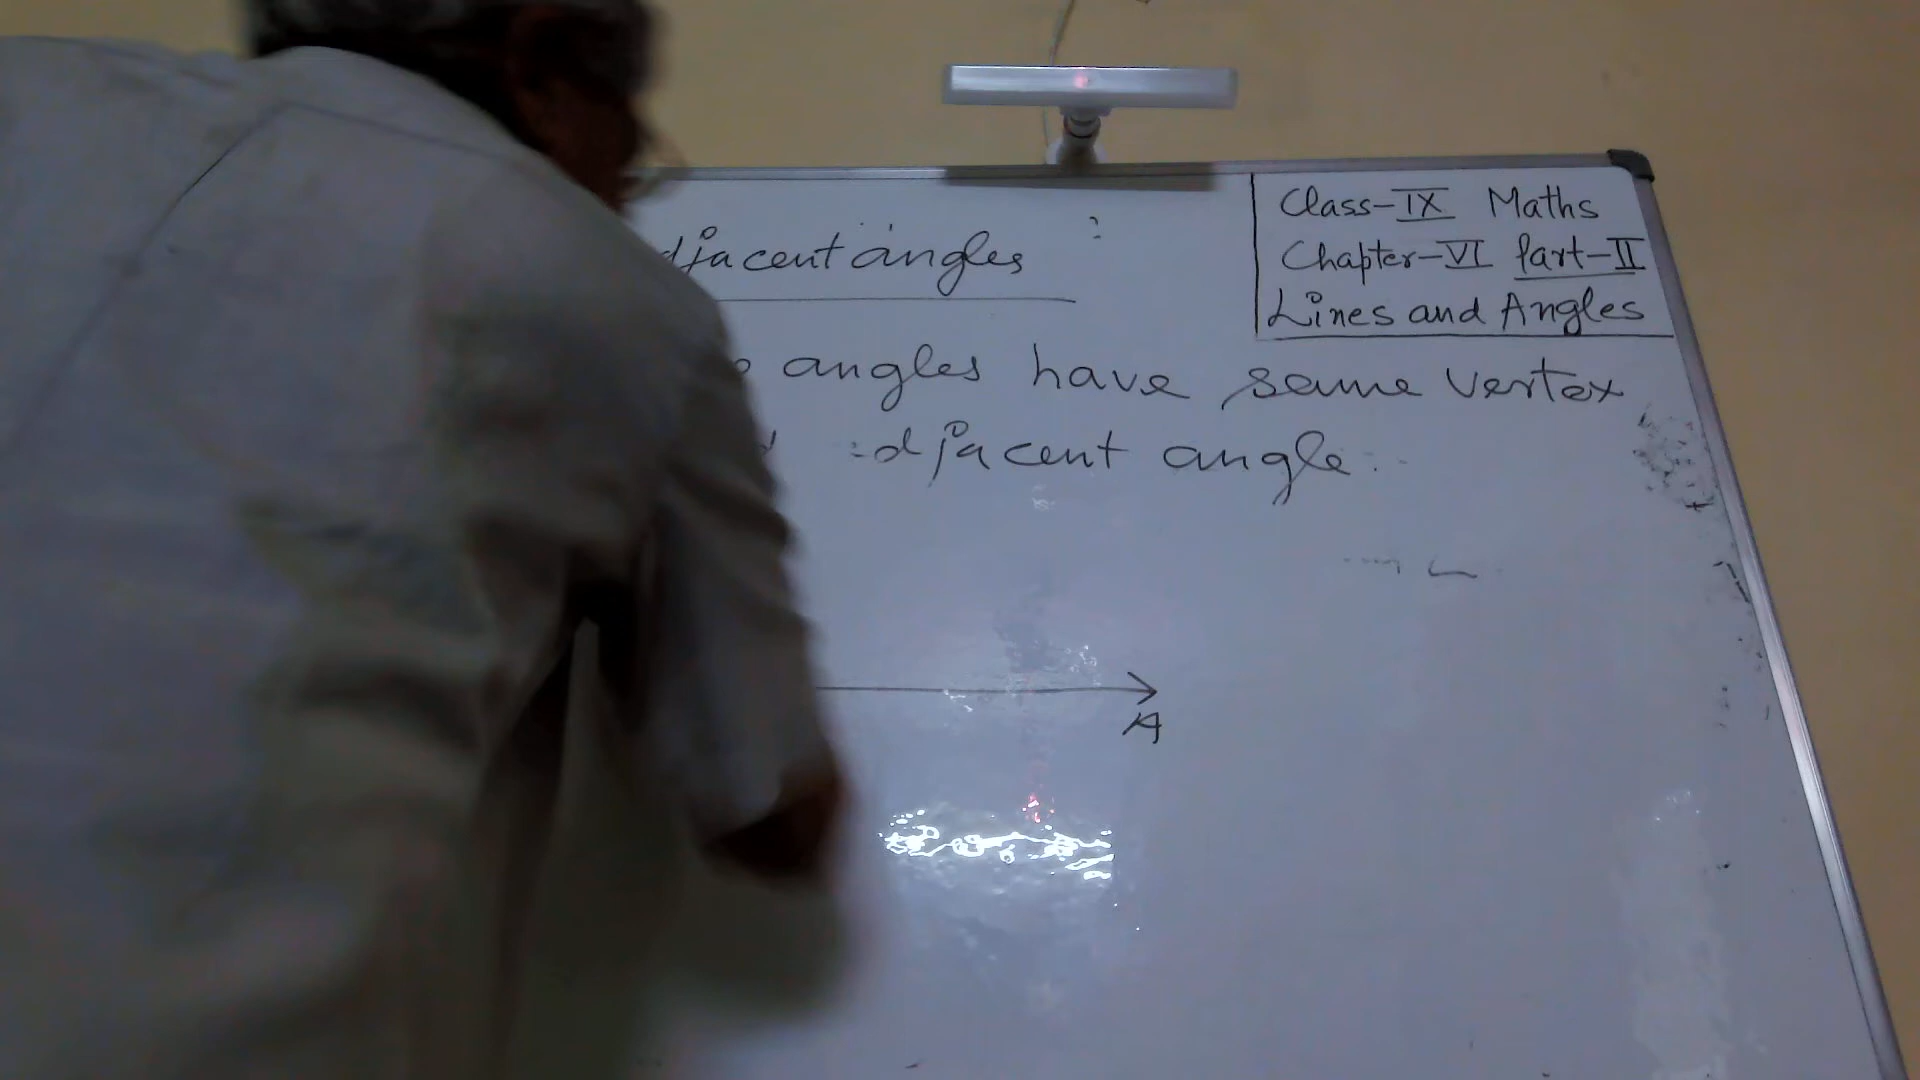 Class-IX Maths
Chapter-VI Part-II
Lines and Angles
djacent angles :
angles have same vertex
djacent angle.
A